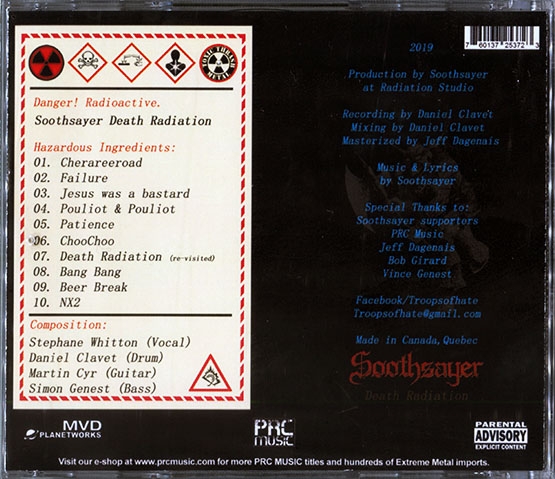 TOXIC THRASH
METAL
Danger! Radioactive.
Soothsayer Death Radiation
Hazardous Ingredients:
01. Cherareeroad
02. Failure
03. Jesus was a bastard
04. Pouliot & Pouliot
05. Patience
06. ChooChoo
07. Death Radiation (re-visited)
08. Bang Bang
09. Beer Break
10. NX2
Composition:
Stephane Whitton (Vocal)
Daniel Clavet (Drum)
Martin Cyr (Guitar)
Simon Genest (Bass)
7 60137 25372 3
2019
Production by Soothsayer
at Radiation Studio
Recording by Daniel Clavet
Mixing by Daniel Clavet
Masterized by Jeff Dagenais
Music & Lyrics
by Soothsayer
Special Thanks to:
Soothsayer supporters
PRC Music
Jeff Dagenais
Bob Girard
Vince Genest
Facebook/Troopsofhate
Troopsofhate@gmail.com
Made in Canada,Quebec
Soothsayer
Death Radiation
MVD
PLANETWORKS
PRC
MUSIC
PARENTAL
ADVISORY
EXPLICIT CONTENT
Visit our e-shop at www.prcmusic.com for more PRC MUSIC titles and hundreds of Extreme Metal imports.